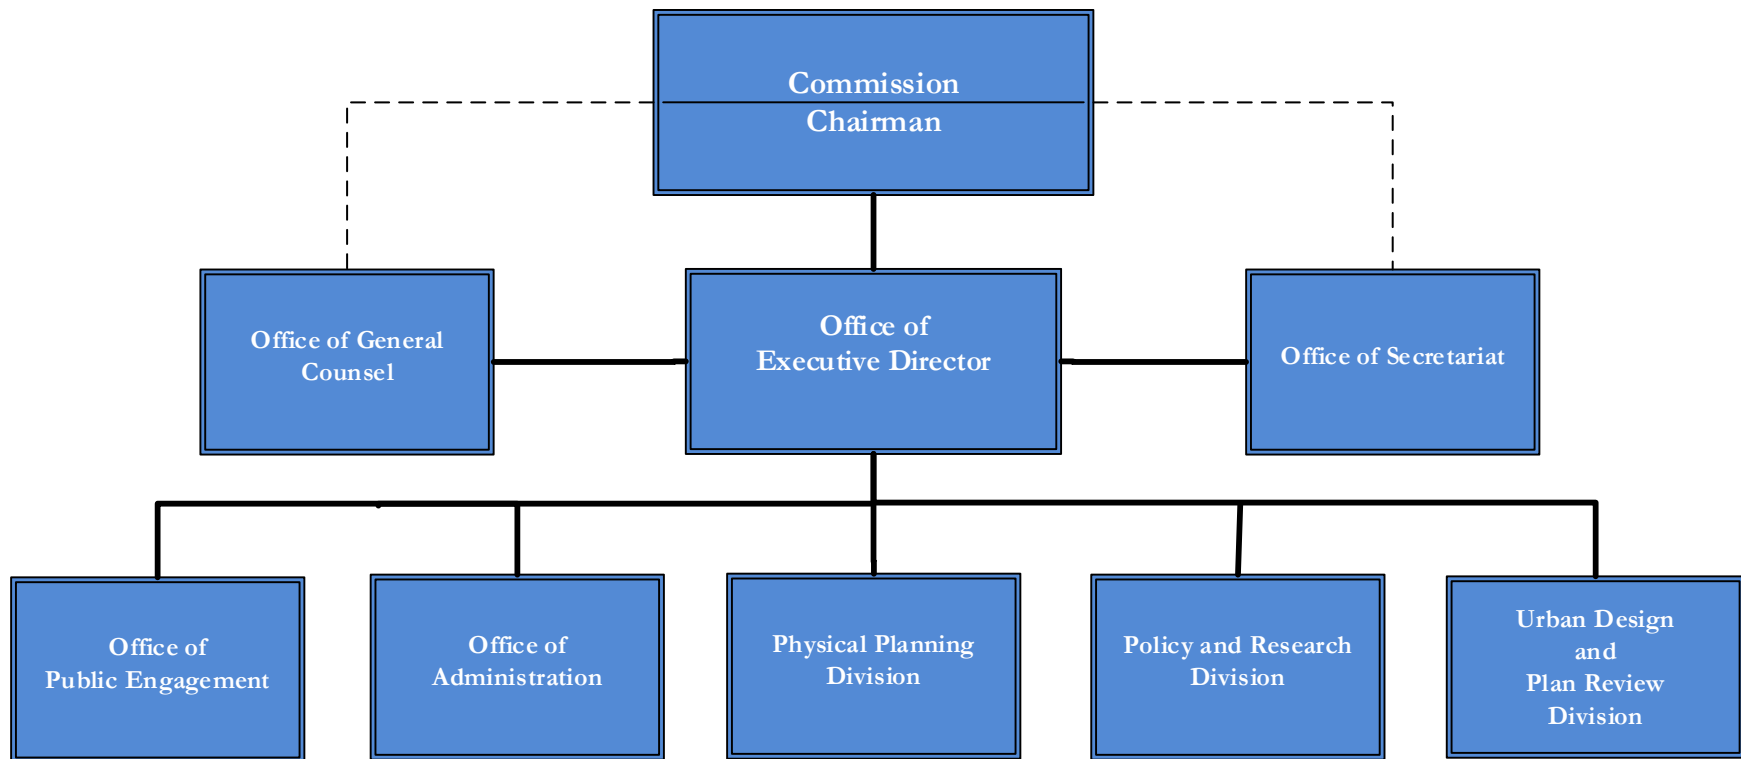 Commission
Chairman
Office of General
Counsel
Office of
Executive Director
Office of Secretariat
Office of
Public Engagement
Office of
Administration
Physical Planning
Division
Policy and Research
Division
Urban Design
and
Plan Review
Division